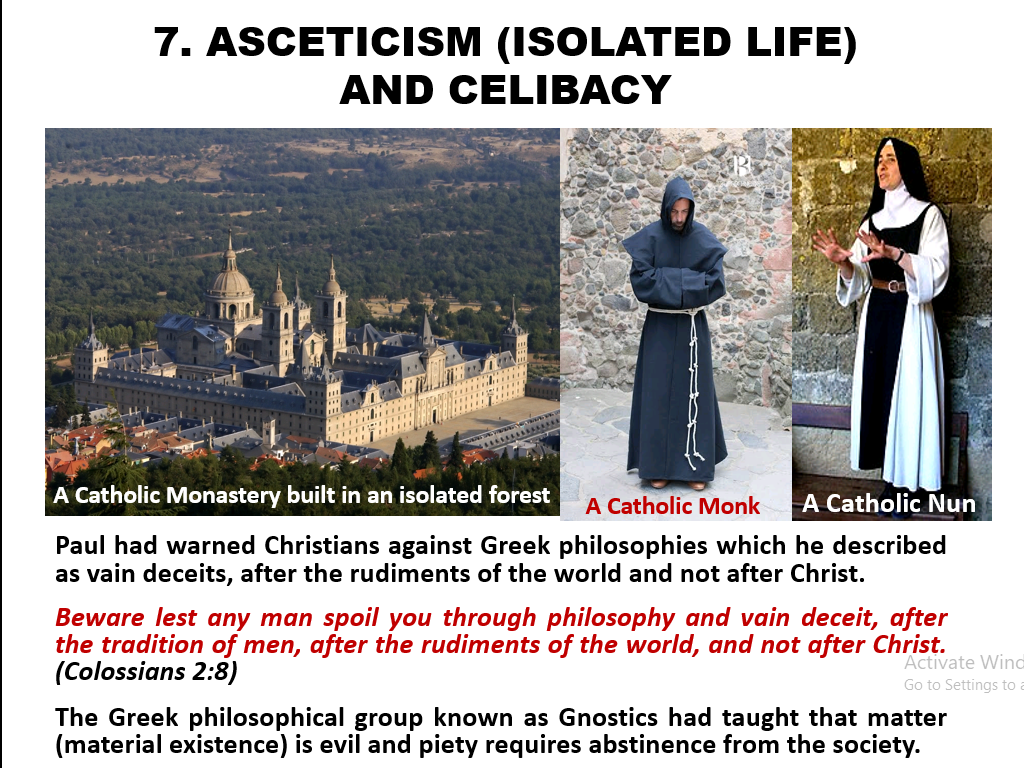 7. ASCETICISM (ISOLATED LIFE)
AND CELIBACY
A Catholic Monastery built in an isolated forest
A Catholic Monk
A Catholic Nun
Paul had warned Christians against Greek philosophies which he described
as vain deceits, after the rudiments of the world and not after Christ.
Beware lest any man spoil you through philosophy and vain deceit, after
the tradition of men, after the rudiments of the world, and not after Christ.
(Colossians 2:8)
Activate Wind
Go to Settings to a
The Greek philosophical group known as Gnostics had taught that matter
(material existence) is evil and piety requires abstinence from the society.